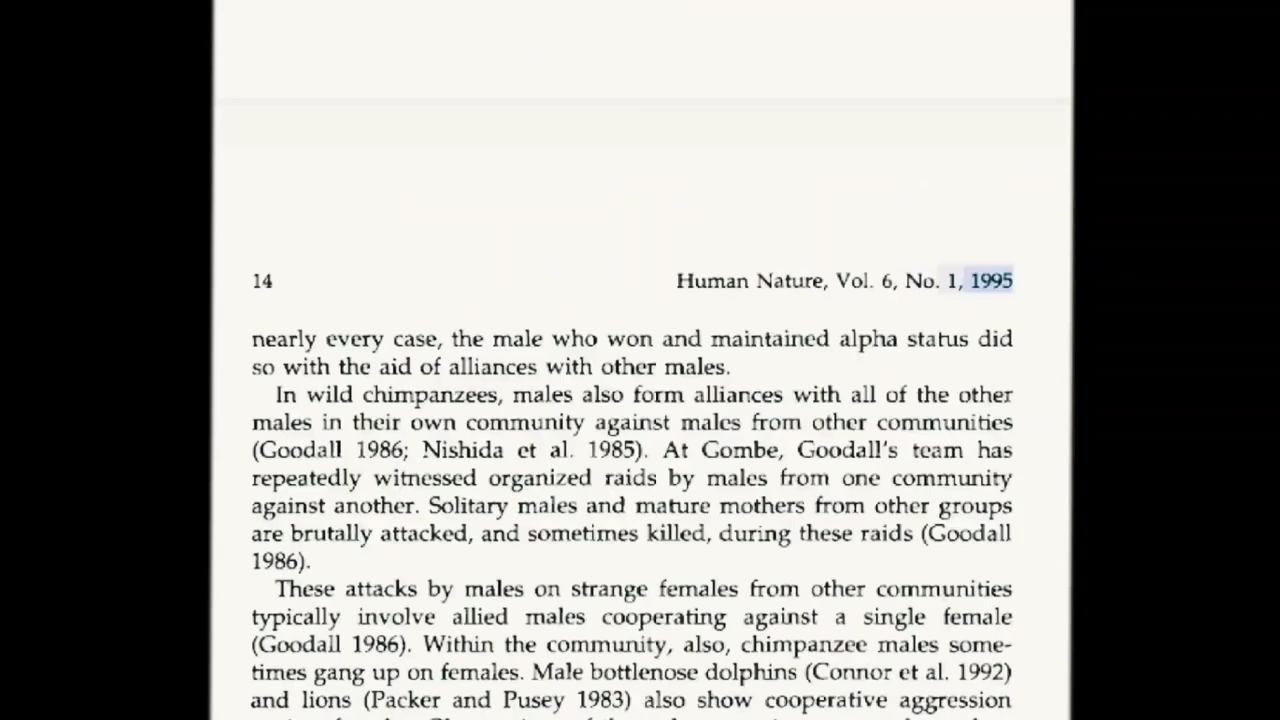 14
Human Nature, Vol. 6, No. 1, 1995
nearly every case, the male who won and maintained alpha status did
so with the aid of alliances with other males.
In wild chimpanzees, males also form alliances with all of the other
males in their own community against males from other communities
(Goodall 1986; Nishida et al. 1985). At Gombe, Goodall's team has
repeatedly witnessed organized raids by males from one community
against another. Solitary males and mature mothers from other groups
are brutally attacked, and sometimes killed, during these raids (Goodall
1986).
These attacks by males on strange females from other communities
typically involve allied males cooperating against a single female
(Goodall 1986). Within the community, also, chimpanzee males some-
times gang up on females. Male bottlenose dolphins (Connor et al. 1992)
and lions (Packer and Pusey 1983) also show cooperative aggression